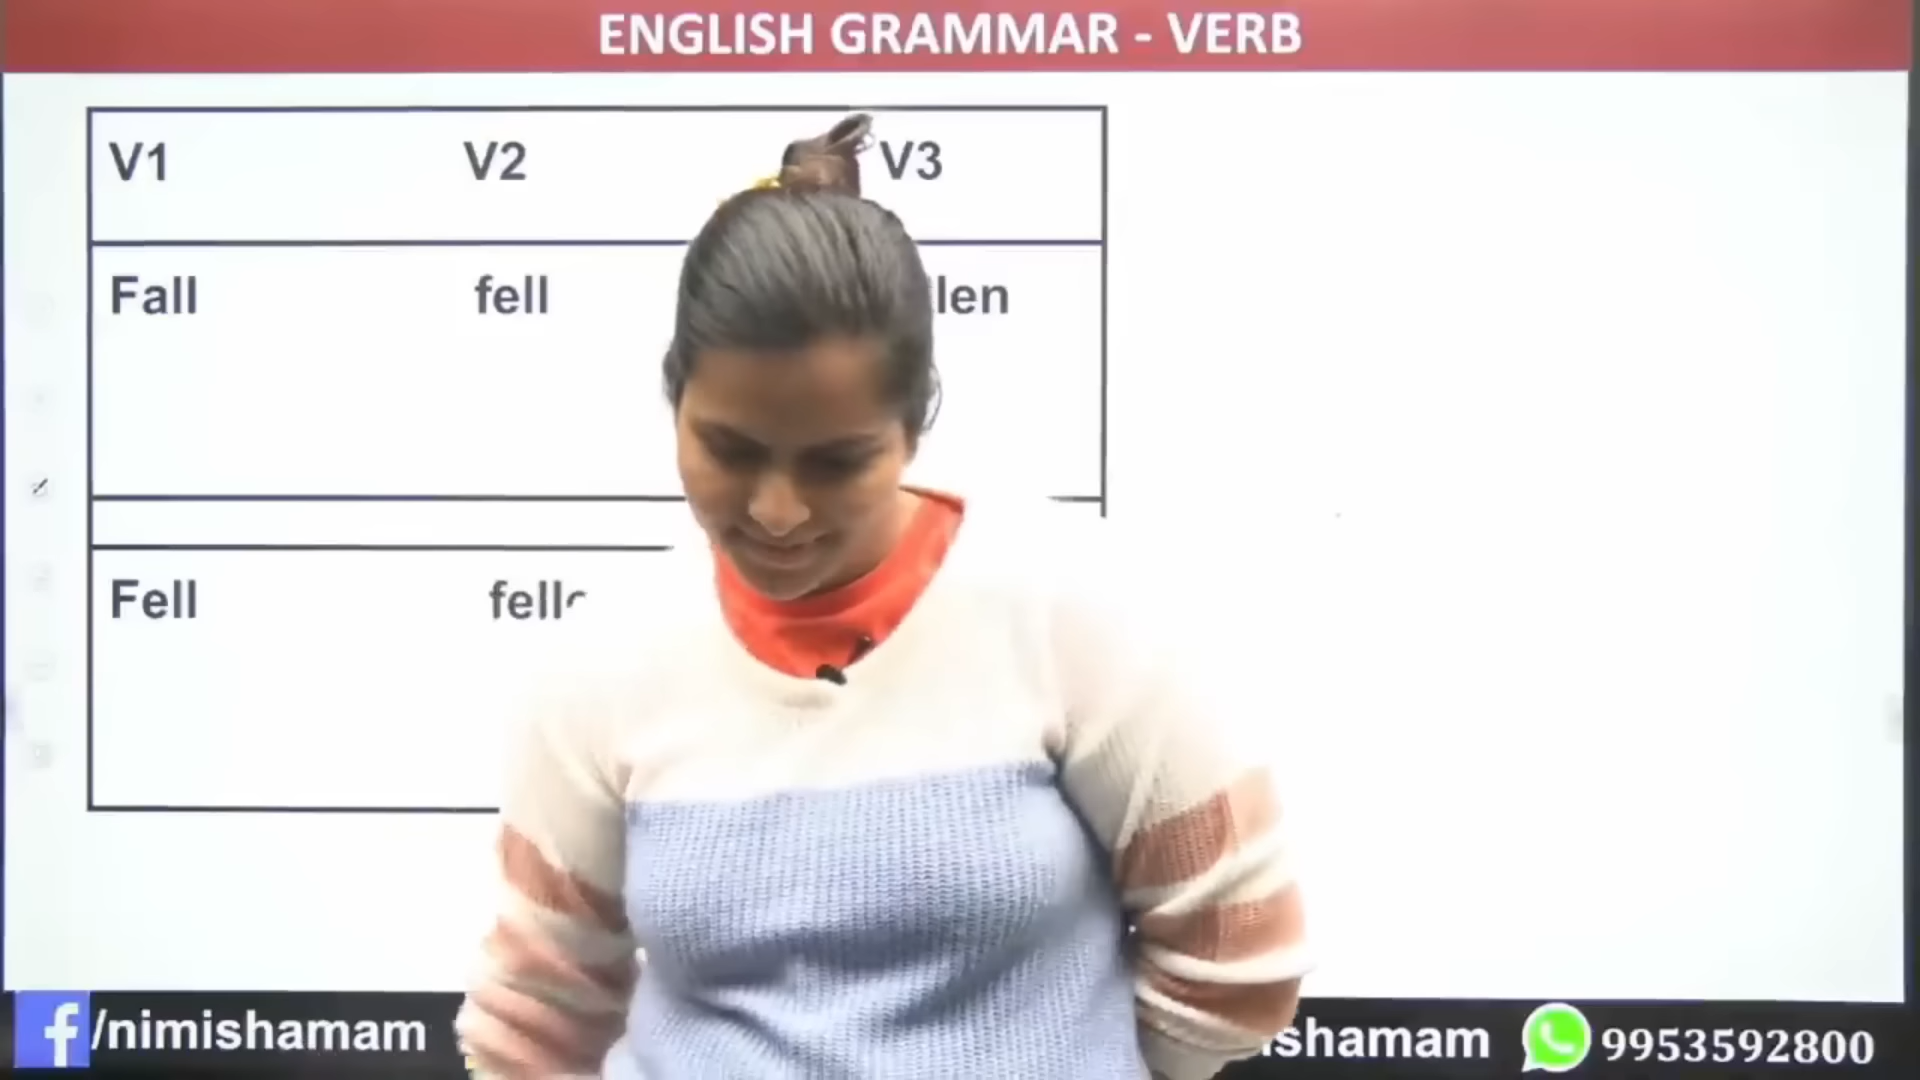 ENGLISH GRAMMAR - VERB
V1 V2 V3
Fall fell
Fell
/nimishamam
9953592800